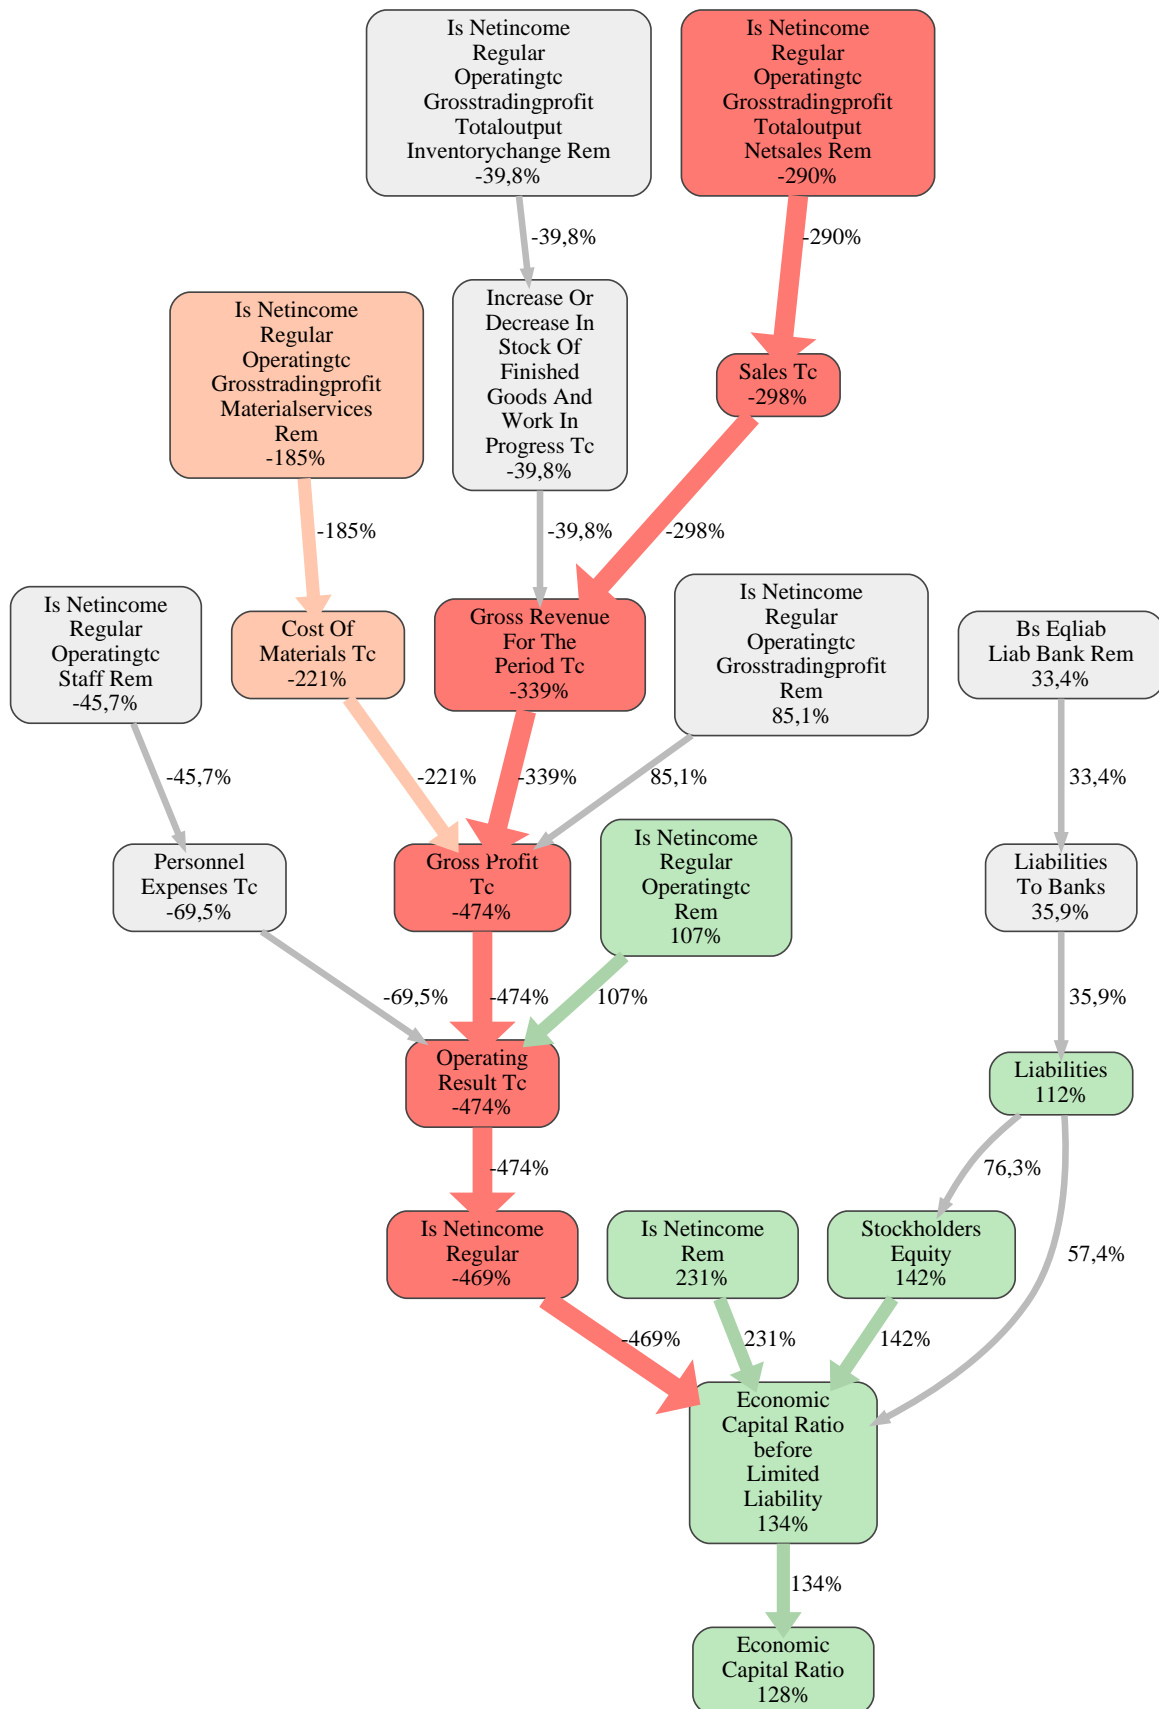 Is Netincome
Regular
Operatingtc
Grosstradingprofit
Totaloutput
Inventorychange Rem
-39,8%
Is Netincome
Regular
Operatingtc
Grosstradingprofit
Totaloutput
Netsales Rem
-290%
-39,8%
-290%
Is Netincome
Regular
Operatingtc
Grosstradingprofit
Materialservices
Rem
-185%
Increase Or
Decrease In
Stock Of
Finished
Goods And
Work In
Progress Tc
-39,8%
Sales Tc
-298%
-185%
-39,8%
-298%
Is Netincome
Regular
Operatingtc
Staff Rem
-45,7%
Cost Of
Materials Tc
-221%
Gross Revenue
For The
Period Tc
-339%
Is Netincome
Regular
Operatingtc
Grosstradingprofit
Rem
85,1%
Bs Eqliab
Liab Bank Rem
33,4%
-45,7%
-221%
-339%
85,1%
33,4%
Personnel
Expenses Tc
-69,5%
Gross Profit
Tc
-474%
Is Netincome
Regular
Operatingtc
Rem
107%
Liabilities
To Banks
35,9%
-69,5%
-474%
107%
35,9%
Operating
Result Tc
-474%
Liabilities
112%
-474%
76,3%
57,4%
Is Netincome
Regular
-469%
Is Netincome
Rem
231%
Stockholders
Equity
142%
-469%
231%
142%
Economic
Capital Ratio
before
Limited
Liability
134%
134%
Economic
Capital Ratio
128%